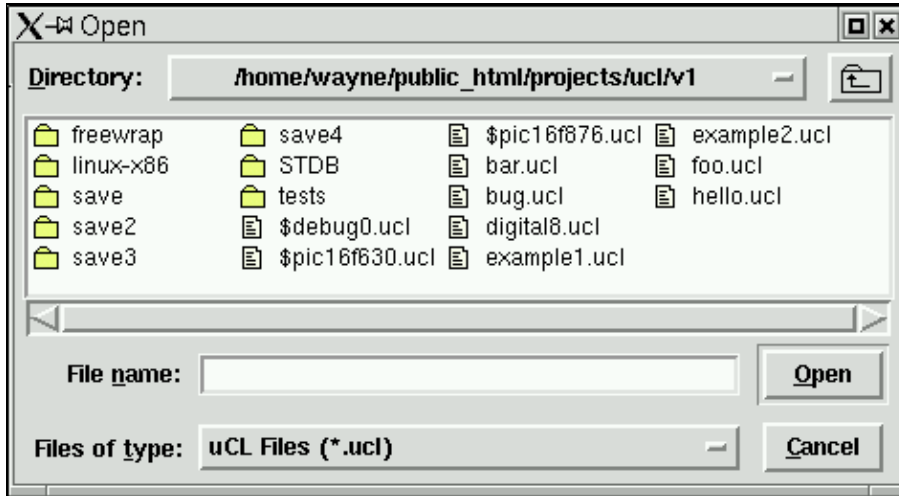 Open
Directory: /home/wayne/public_html/projects/ucl/v1
freewrap save4 $pic16f876.ucl example2.ucl
linux-x86 STDB bar.ucl foo.ucl
save tests bug.ucl hello.ucl
save2 $debug0.ucl digital8.ucl
save3 $pic16f630.ucl example1.ucl
File name: Open
Files of type: uCL Files (*.ucl) Cancel